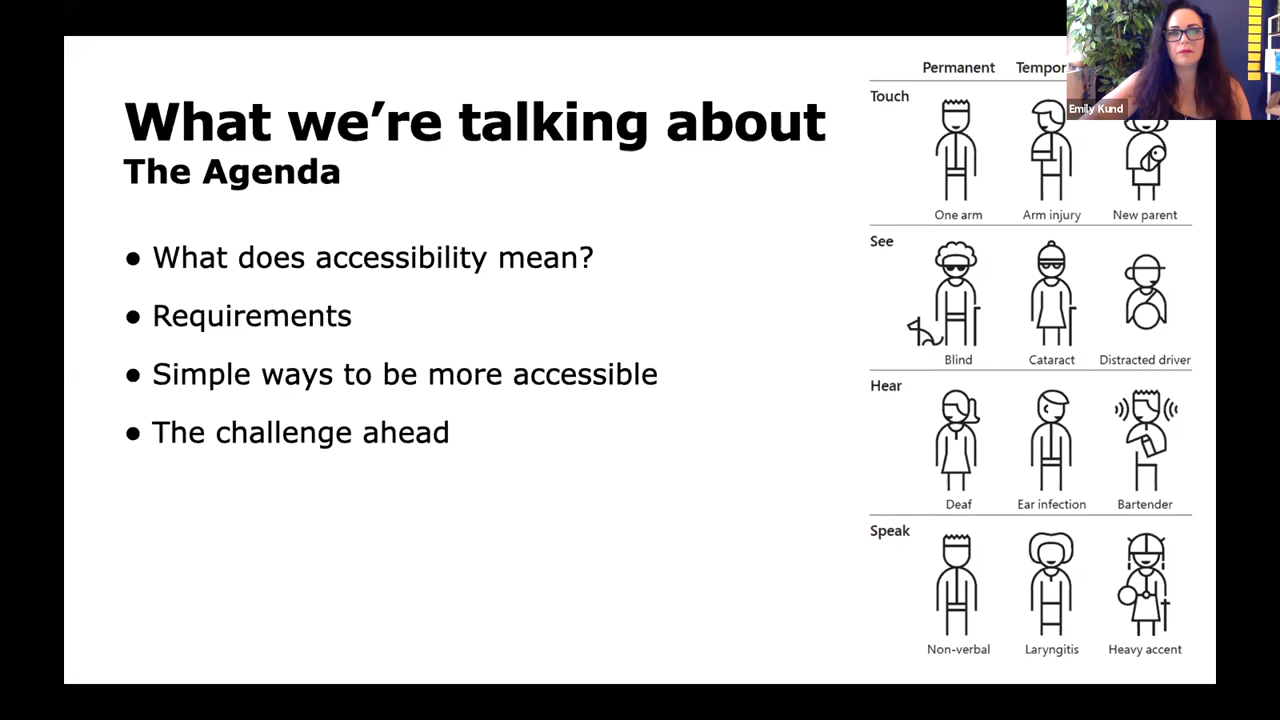 What we're talking about
The Agenda
● What does accessibility mean?
● Requirements
● Simple ways to be more accessible
● The challenge ahead
Permanent
Touch
One arm Arm injury New parent
See
Blind Cataract Distracted driver
Hear
Deaf Ear infection Bartender
Speak
Non-verbal Laryngitis Heavy accent
Emily Kund